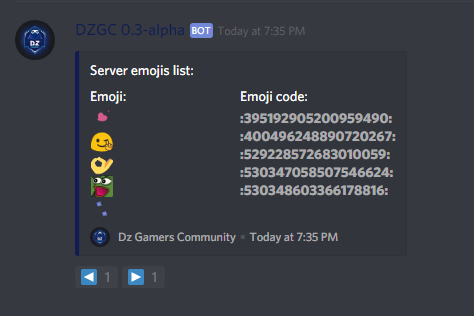 DZGC 0.3-alpha BOT Today at 7:35 PM
DZ
Server emojis list:
Emoji: Emoji code:
:395192905200959490:
:400496248890720267:
:529228572683010059:
:530347058507546624:
:530348603366178816:
DZ Dz Gamers Community • Today at 7:35 PM
1 1